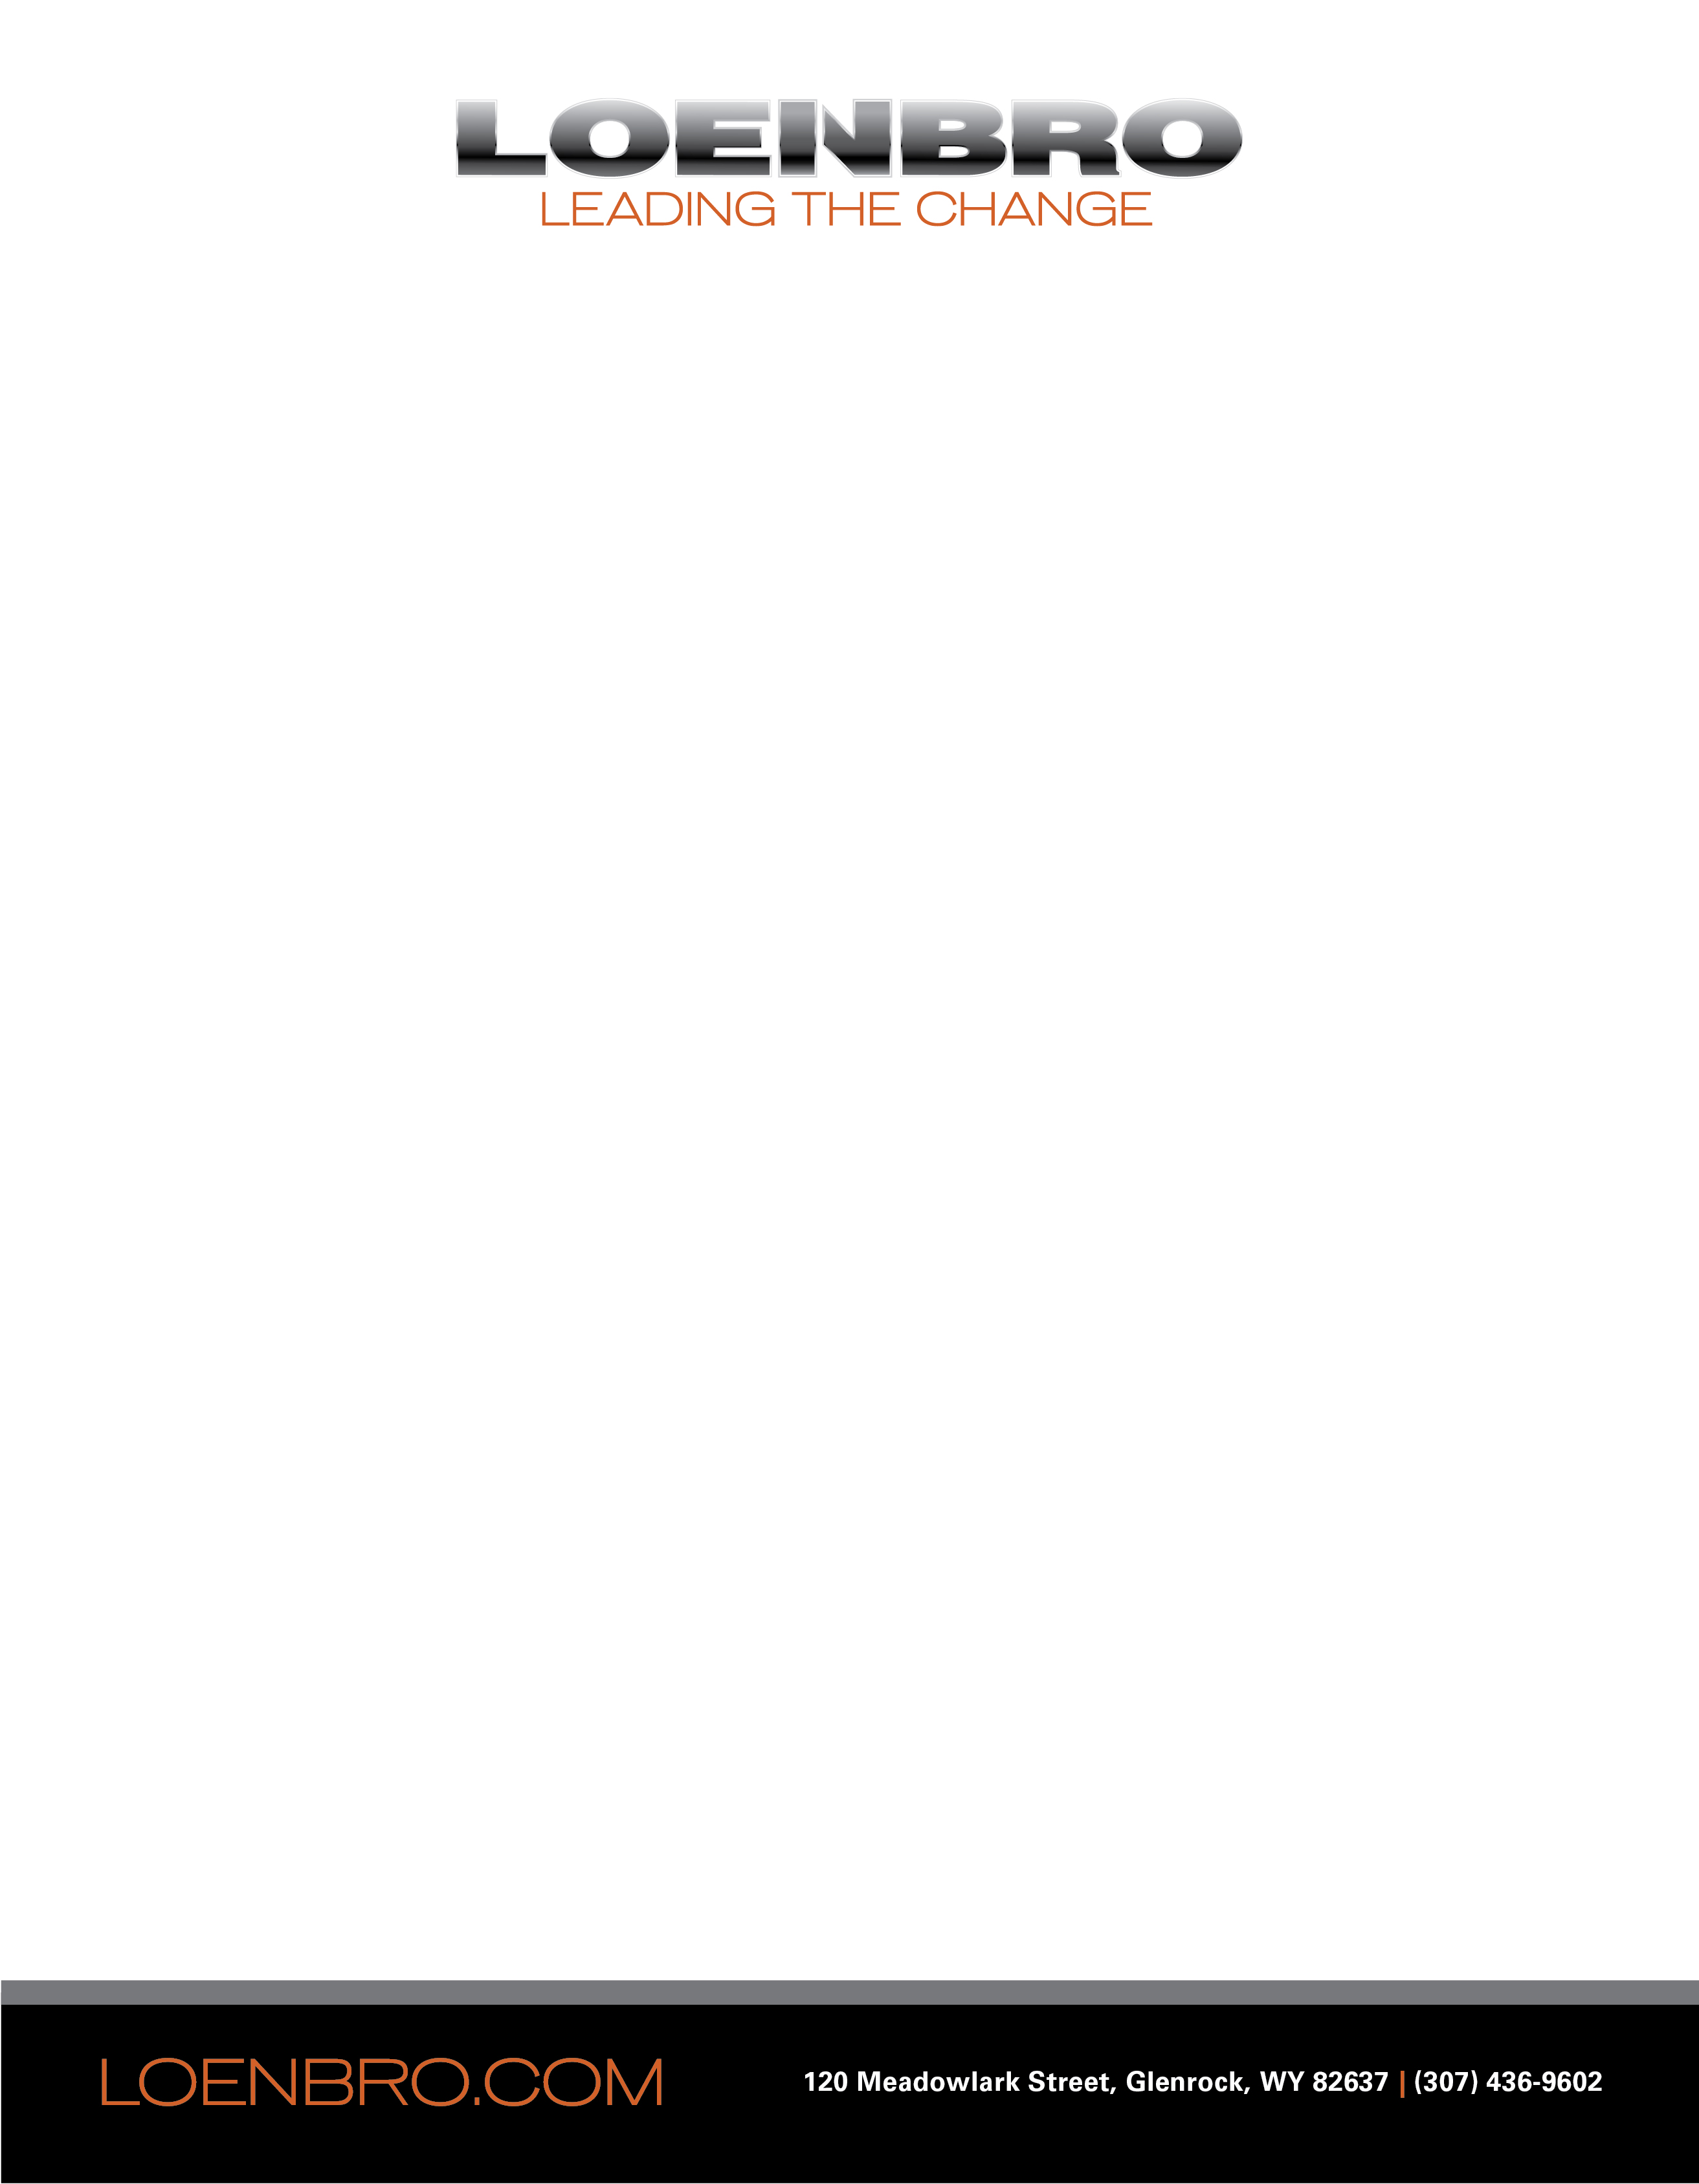 LOENBRO
LEADING THE CHANGE
LOENBRO.COM
120 Meadowlark Street, Glenrock, WY 82637 | (307) 436-9602